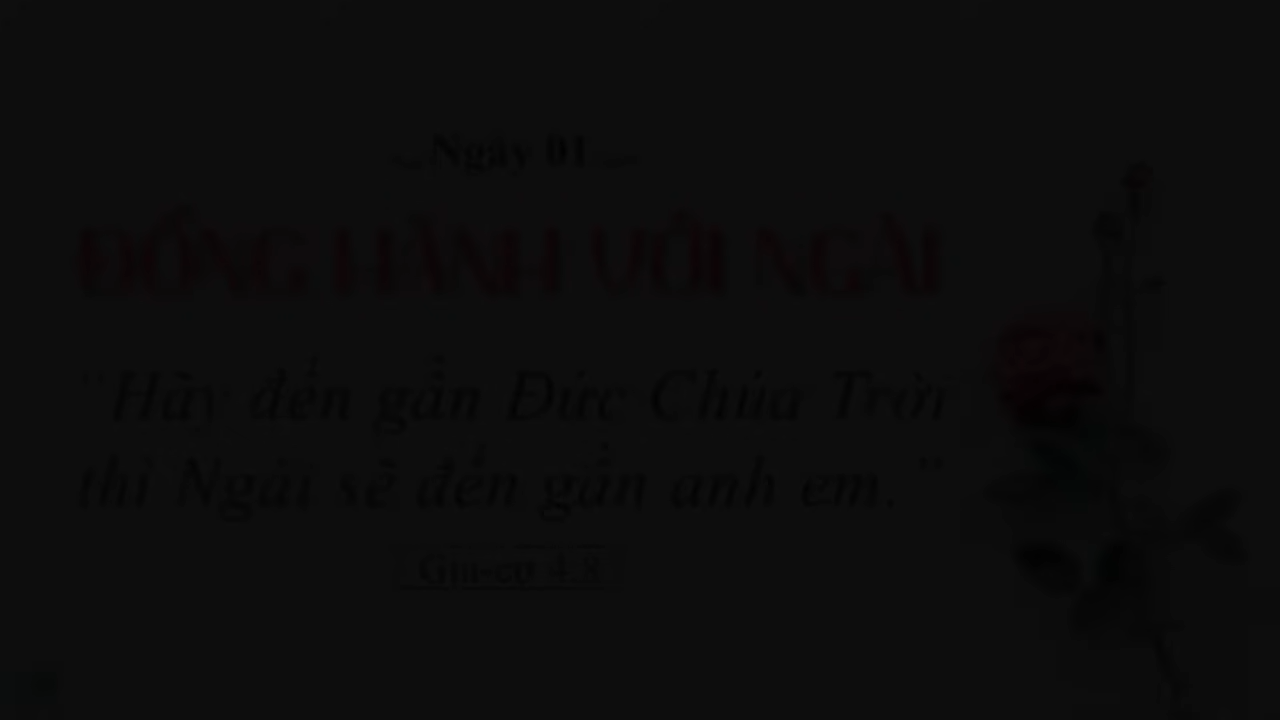 Ngày 01
ĐỒNG HÀNH VỚI NGÀI
"Hãy đến gần Đức Chúa Trời
thì Ngài sẽ đến gần anh em."
Gia-cơ 4:8